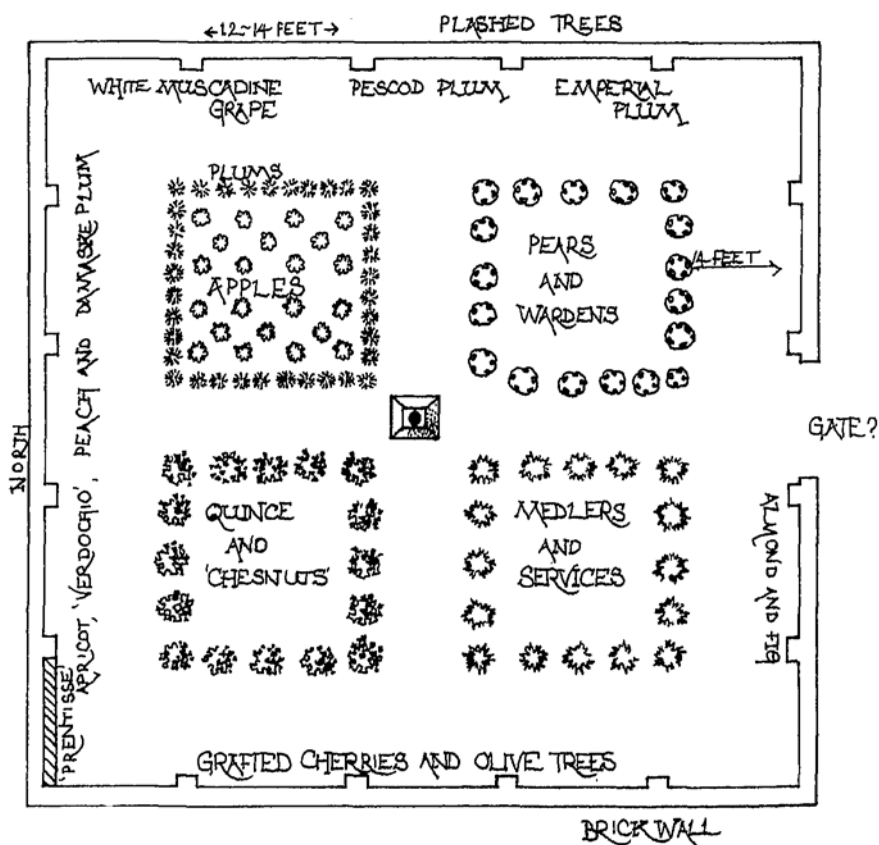 12~14 FEET
PLASHED TREES
WHITE MUSCADINE
GRAPE
PESCOD PLUM
EMPERIAL
PLUM
PLUMS
APPLES
PEARS
AND
WARDENS
14 FEET
GATE?
NORTH
APRICOT, 'VERDOCHIO', PEACH AND DAMASKE PLUM
'PRENTISSE'
QUINCE
AND
'CHESNUTS'
MEDLERS
AND
SERVICES
ALMOND AND FIG
GRAFTED CHERRIES AND OLIVE TREES
BRICK WALL